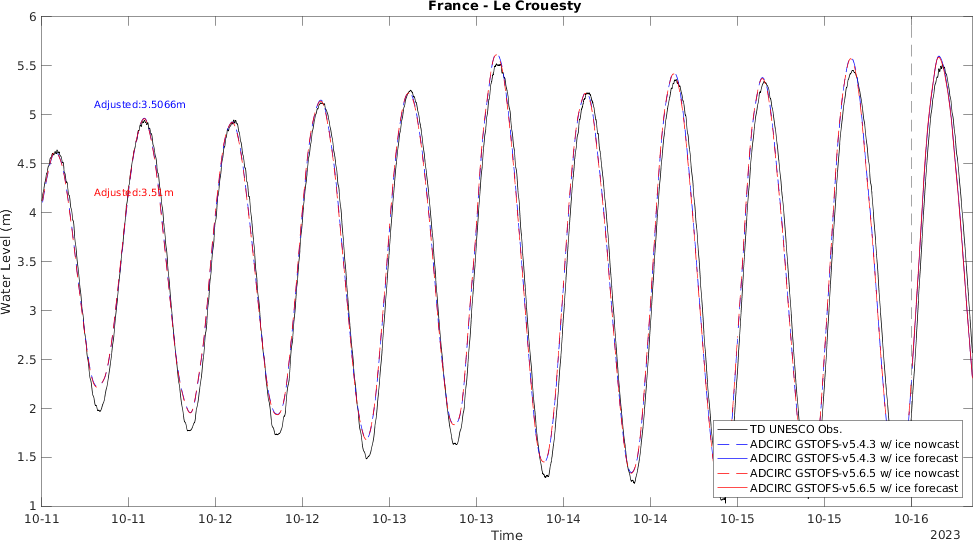 France - Le Crouesty
6
5.5
5
4.5
4
3.5
3
2.5
2
1.5
1
Water Level (m)
Adjusted:3.5066m
Adjusted:3.51m
TD UNESCO Obs.
ADCIRC GSTOFS-v5.4.3 w/ ice nowcast
ADCIRC GSTOFS-v5.4.3 w/ ice forecast
ADCIRC GSTOFS-v5.6.5 w/ ice nowcast
ADCIRC GSTOFS-v5.6.5 w/ ice forecast
10-11 10-11 10-12 10-12 10-13 10-13 10-14 10-14 10-15 10-15 10-16
Time
2023